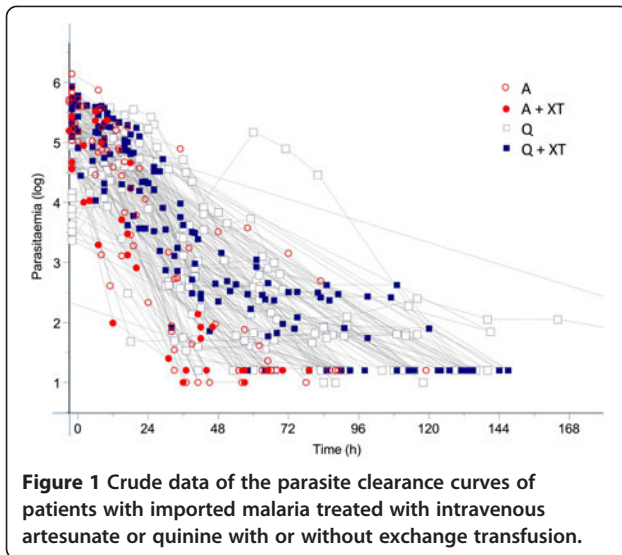 6
5
4
3
2
1
Parasitaemia (log)
A
A + XT
Q
Q + XT
0 24 48 72 96 120 144 168
Time (h)
Figure 1 Crude data of the parasite clearance curves of
patients with imported malaria treated with intravenous
artesunate or quinine with or without exchange transfusion.